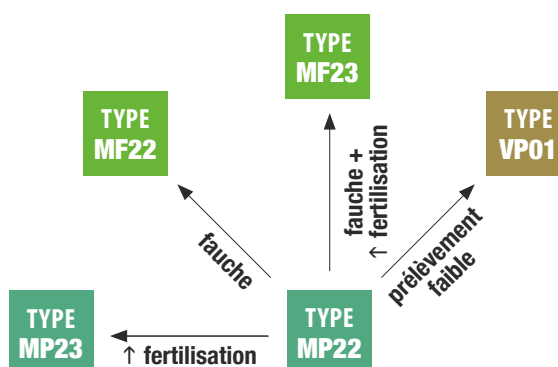 TYPE
MF23
TYPE
MF22
TYPE
VP01
fauche
fauche +
↑ fertilisation
prélèvement
faible
TYPE
MP23
↑ fertilisation
TYPE
MP22